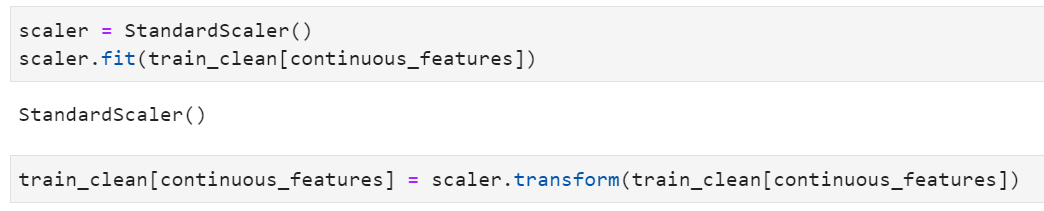 scaler = StandardScaler()
scaler.fit(train_clean[continuous_features])
StandardScaler()
train_clean[continuous_features] = scaler.transform(train_clean[continuous_features])